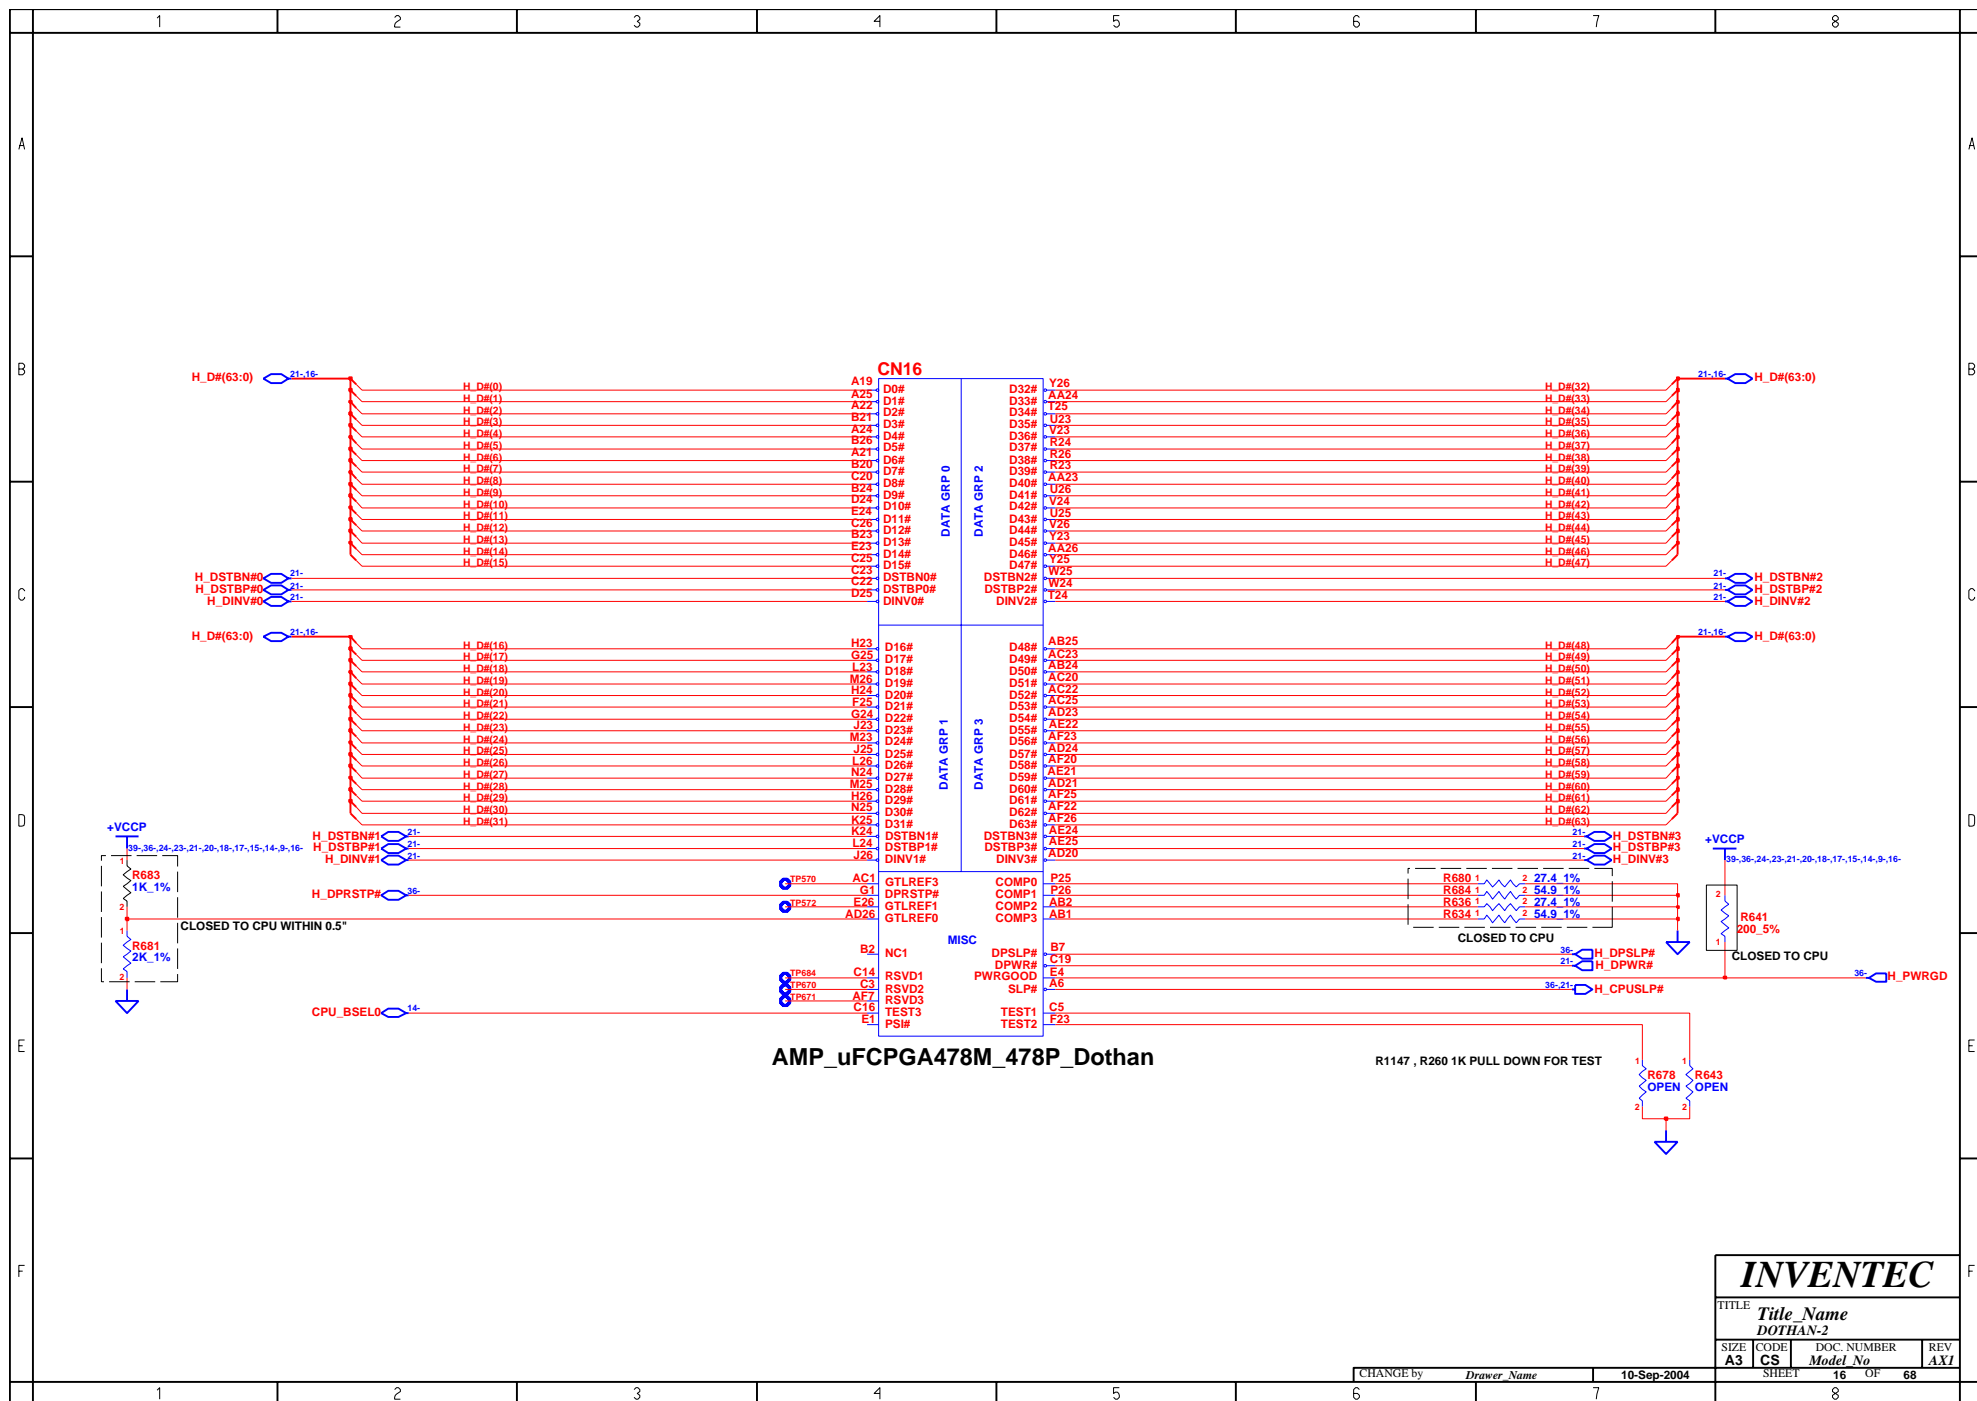 1 2 3 4 5 6 7 8
A A
B B
C C
D D
E E
F F
CN16
H_D#(63:0) 21-,16-
H_D#(0) A19 D0#
H_D#(1) A25 D1#
H_D#(2) A22 D2#
H_D#(3) B21 D3#
H_D#(4) A24 D4#
H_D#(5) B26 D5#
H_D#(6) A21 D6#
H_D#(7) B20 D7#
H_D#(8) C20 D8#
H_D#(9) B24 D9#
H_D#(10) D24 D10#
H_D#(11) E24 D11#
H_D#(12) C26 D12#
H_D#(13) B23 D13#
H_D#(14) E23 D14#
H_D#(15) C25 D15#
H_DSTBN#0 21- C23 DSTBN0#
H_DSTBP#0 21- C22 DSTBP0#
H_DINV#0 21- D25 DINV0#
DATA GRP 0
DATA GRP 2
21-,16- H_D#(63:0)
D32# Y26 H_D#(32)
D33# AA24 H_D#(33)
D34# T25 H_D#(34)
D35# U23 H_D#(35)
D36# V23 H_D#(36)
D37# R24 H_D#(37)
D38# R26 H_D#(38)
D39# R23 H_D#(39)
D40# AA23 H_D#(40)
D41# U26 H_D#(41)
D42# V24 H_D#(42)
D43# U25 H_D#(43)
D44# V26 H_D#(44)
D45# Y23 H_D#(45)
D46# AA26 H_D#(46)
D47# Y25 H_D#(47)
DSTBN2# W25 21- H_DSTBN#2
DSTBP2# W24 21- H_DSTBP#2
DINV2# T24 21- H_DINV#2
H_D#(63:0) 21-,16-
H_D#(16) H23 D16#
H_D#(17) G25 D17#
H_D#(18) L23 D18#
H_D#(19) M26 D19#
H_D#(20) H24 D20#
H_D#(21) F25 D21#
H_D#(22) G24 D22#
H_D#(23) J23 D23#
H_D#(24) M23 D24#
H_D#(25) J25 D25#
H_D#(26) L26 D26#
H_D#(27) N24 D27#
H_D#(28) M25 D28#
H_D#(29) H26 D29#
H_D#(30) N25 D30#
H_D#(31) K25 D31#
H_DSTBN#1 21- K24 DSTBN1#
H_DSTBP#1 21- L24 DSTBP1#
H_DINV#1 21- J26 DINV1#
DATA GRP 1
DATA GRP 3
21-,16- H_D#(63:0)
D48# AB25 H_D#(48)
D49# AC23 H_D#(49)
D50# AB24 H_D#(50)
D51# AC20 H_D#(51)
D52# AC22 H_D#(52)
D53# AC25 H_D#(53)
D54# AD23 H_D#(54)
D55# AE22 H_D#(55)
D56# AF23 H_D#(56)
D57# AD24 H_D#(57)
D58# AF20 H_D#(58)
D59# AE21 H_D#(59)
D60# AD21 H_D#(60)
D61# AF25 H_D#(61)
D62# AF22 H_D#(62)
D63# AF26 H_D#(63)
DSTBN3# AE24 21- H_DSTBN#3
DSTBP3# AE25 21- H_DSTBP#3
DINV3# AD20 21- H_DINV#3
+VCCP
39-,36-,24-,23-,21-,20-,18-,17-,15-,14-,9-,16-
1
R683
1K_1%
2
CLOSED TO CPU WITHIN 0.5"
1
R681
2K_1%
2
TP570 AC1 GTLREF3
H_DPRSTP# 36- G1 DPRSTP#
TP572 E26 GTLREF1
AD26 GTLREF0
MISC
B2 NC1
TP684 C14 RSVD1
TP670 C3 RSVD2
TP671 AF7 RSVD3
CPU_BSEL0 14- C16 TEST3
E1 PSI#
COMP0 P25 R680 1 2 27.4_1%
COMP1 P26 R684 1 2 54.9_1%
COMP2 AB2 R636 1 2 27.4_1%
COMP3 AB1 R634 1 2 54.9_1%
CLOSED TO CPU
DPSLP# B7 36- H_DPSLP#
DPWR# C19 21- H_DPWR#
PWRGOOD E4 36- H_PWRGD
SLP# A6 36-,21- H_CPUSLP#
TEST1 C5
TEST2 F23
+VCCP
39-,36-,24-,23-,21-,20-,18-,17-,15-,14-,9-,16-
2
R641
200_5%
1
CLOSED TO CPU
AMP_uFCPGA478M_478P_Dothan
R1147 , R260 1K PULL DOWN FOR TEST
1 R678 OPEN 2
1 R643 OPEN 2
INVENTEC
TITLE Title_Name
DOTHAN-2
SIZE CODE DOC. NUMBER REV
A3 CS Model_No AX1
CHANGE by Drawer_Name 10-Sep-2004 SHEET 16 OF 68
1 2 3 4 5 6 7 8